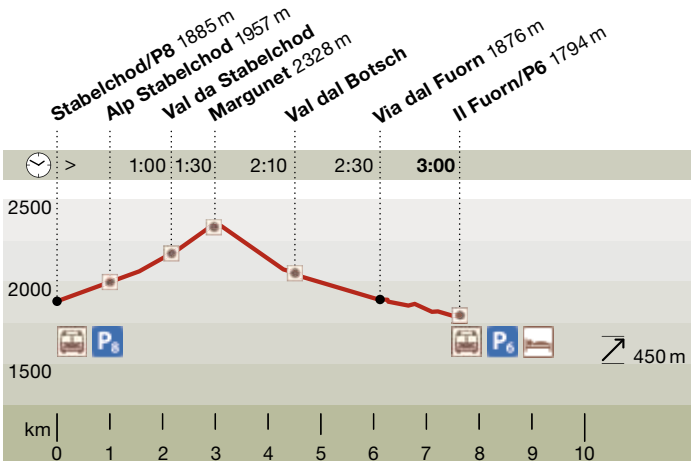 Stabelchod/P8 1885 m
Alp Stabelchod 1957 m
Val da Stabelchod
Margunet 2328 m
Val dal Botsch
Via dal Fuorn 1876 m
Il Fuorn/P6 1794 m
> 1:00 1:30 2:10 2:30 3:00
2500
2000
P8 P6
450 m
1500
km
0 1 2 3 4 5 6 7 8 9 10